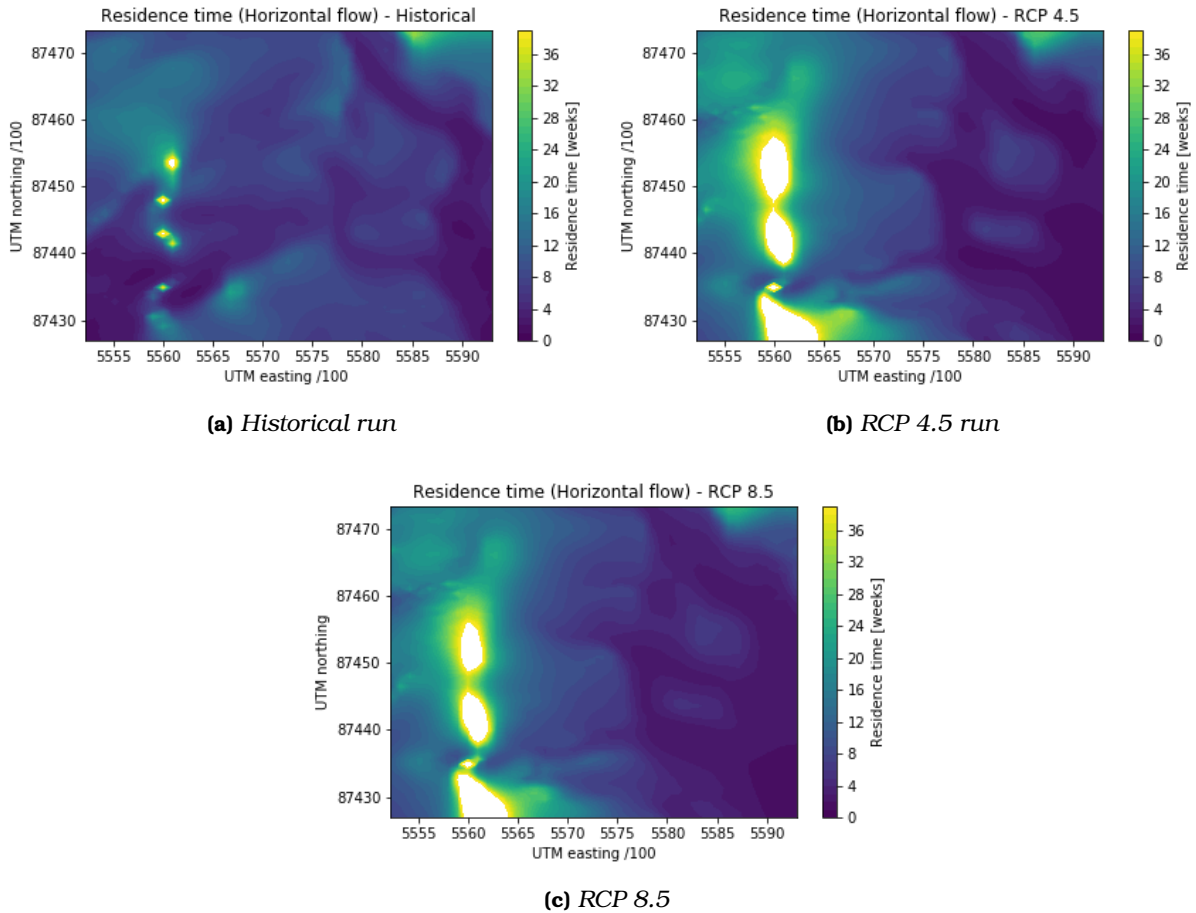 Residence time (Horizontal flow) - Historical
87470
87460
87450
87440
87430
UTM northing /100
5555 5560 5565 5570 5575 5580 5585 5590
UTM easting /100
36
32
28
24
20
16
12
8
4
0
Residence time [weeks]
(a) Historical run
Residence time (Horizontal flow) - RCP 4.5
87470
87460
87450
87440
87430
UTM northing /100
5555 5560 5565 5570 5575 5580 5585 5590
UTM easting /100
36
32
28
24
20
16
12
8
4
0
Residence time [weeks]
(b) RCP 4.5 run
Residence time (Horizontal flow) - RCP 8.5
87470
87460
87450
87440
87430
UTM northing
5555 5560 5565 5570 5575 5580 5585 5590
UTM easting /100
36
32
28
24
20
16
12
8
4
0
Residence time [weeks]
(c) RCP 8.5